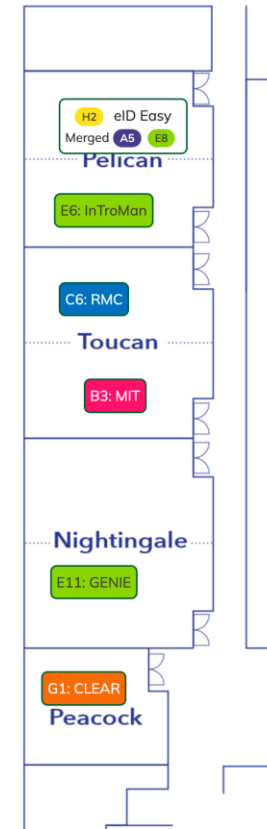 H2 eID Easy
Merged A5 E8
Pelican
E6: InTroMan
C6: RMC
Toucan
B3: MIT
Nightingale
E11: GENIE
G1: CLEAR
Peacock